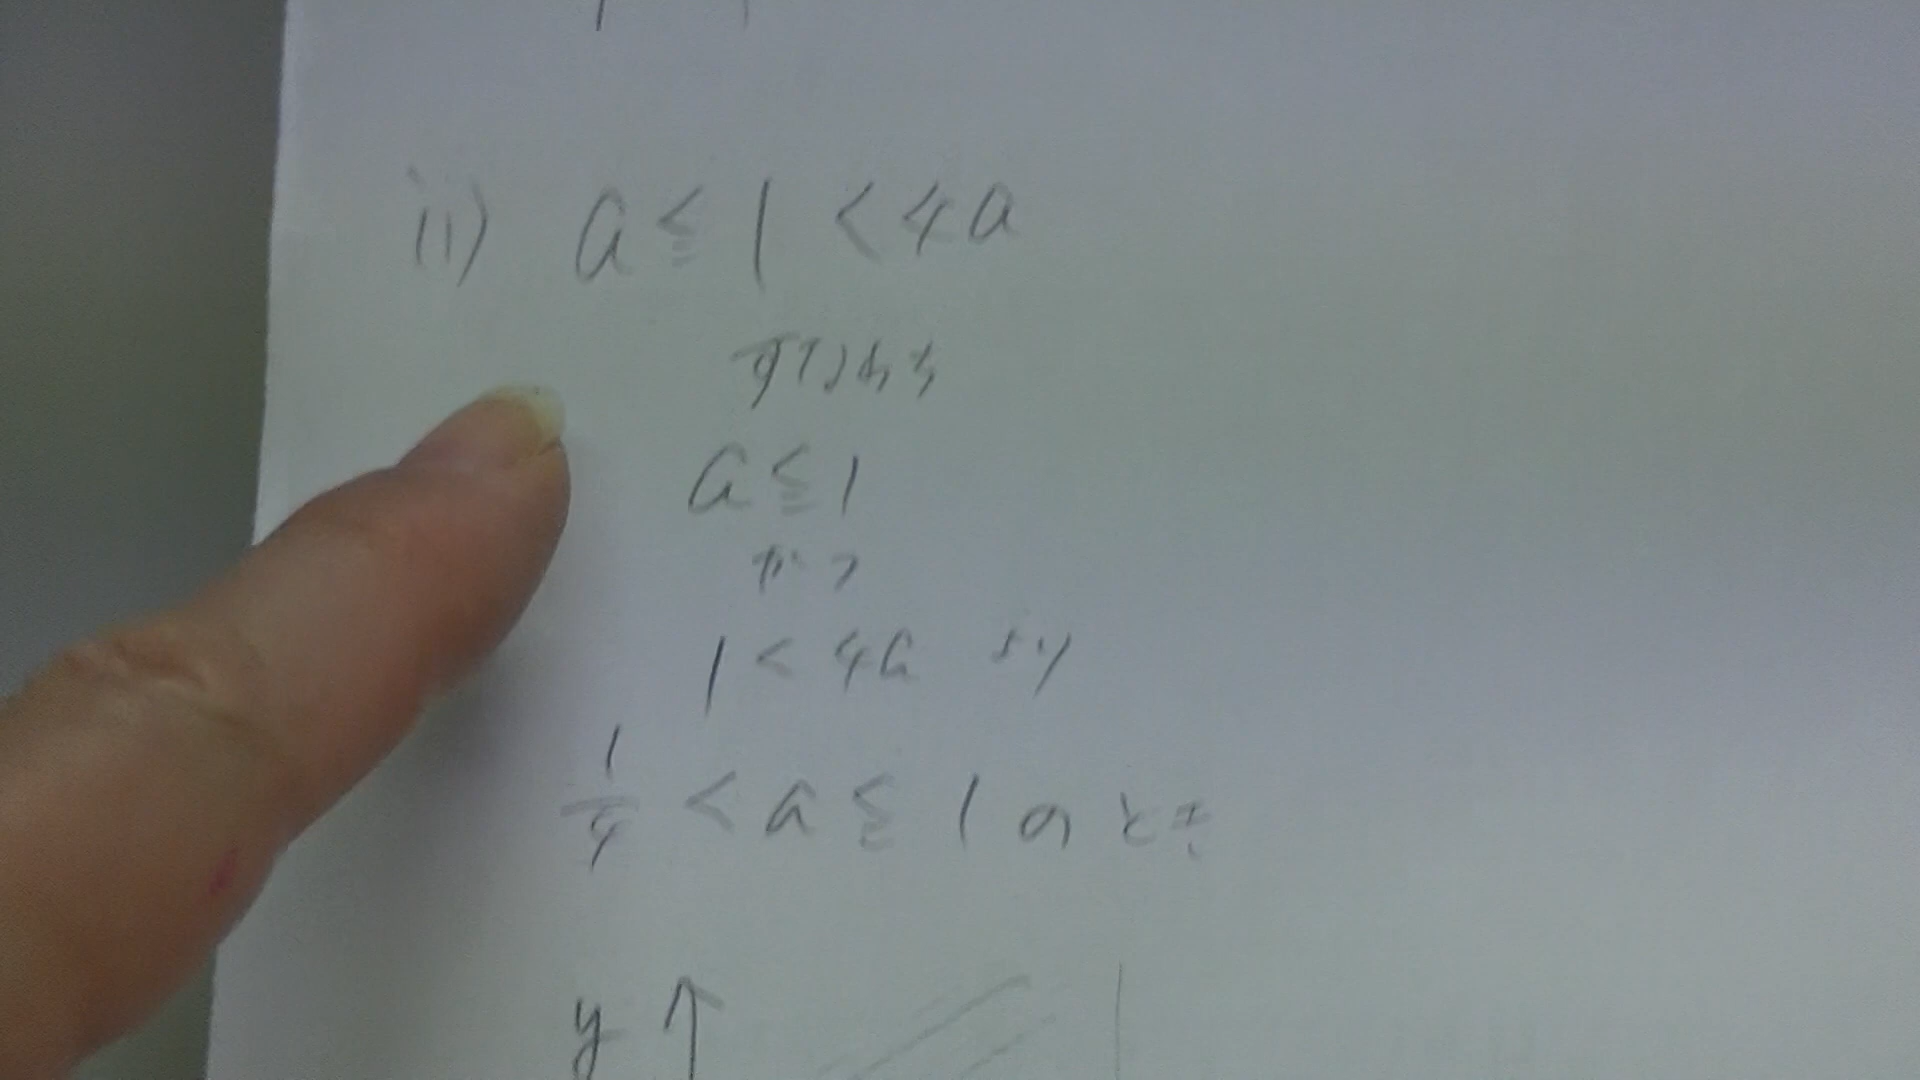 ii) a ≦ 1 < 4a
すなわち
a ≦ 1
かつ
1 < 4a より
1/4 < a ≦ 1 のとき
y